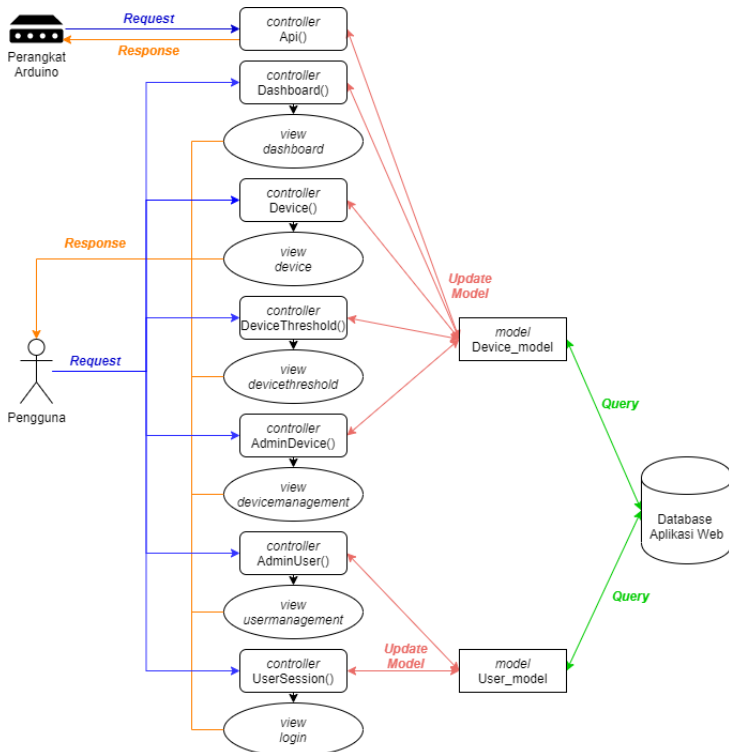 Request
controller
Api()
Response
Perangkat
Arduino
controller
Dashboard()
view
dashboard
controller
Device()
Response
view
device
Update
Model
controller
DeviceThreshold()
model
Device_model
Request
view
devicethreshold
Pengguna
Query
controller
AdminDevice()
view
devicemanagement
Database
Aplikasi Web
controller
AdminUser()
Query
view
usermanagement
Update
Model
controller
UserSession()
model
User_model
view
login